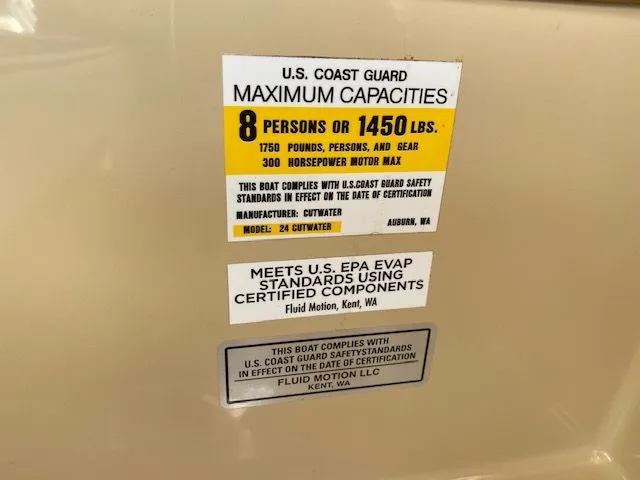 U.S. COAST GUARD
MAXIMUM CAPACITIES
8 PERSONS OR 1450 LBS.
1750 POUNDS, PERSONS, AND GEAR
300 HORSEPOWER MOTOR MAX
THIS BOAT COMPLIES WITH U.S.COAST GUARD SAFETY
STANDARDS IN EFFECT ON THE DATE OF CERTIFICATION
MANUFACTURER: CUTWATER
MODEL: 24 CUTWATER AUBURN, WA
MEETS U.S. EPA EVAP
STANDARDS USING
CERTIFIED COMPONENTS
Fluid Motion, Kent, WA
THIS BOAT COMPLIES WITH
U.S. COAST GUARD SAFETYSTANDARDS
IN EFFECT ON THE DATE OF CERTIFICATION
FLUID MOTION LLC
KENT, WA